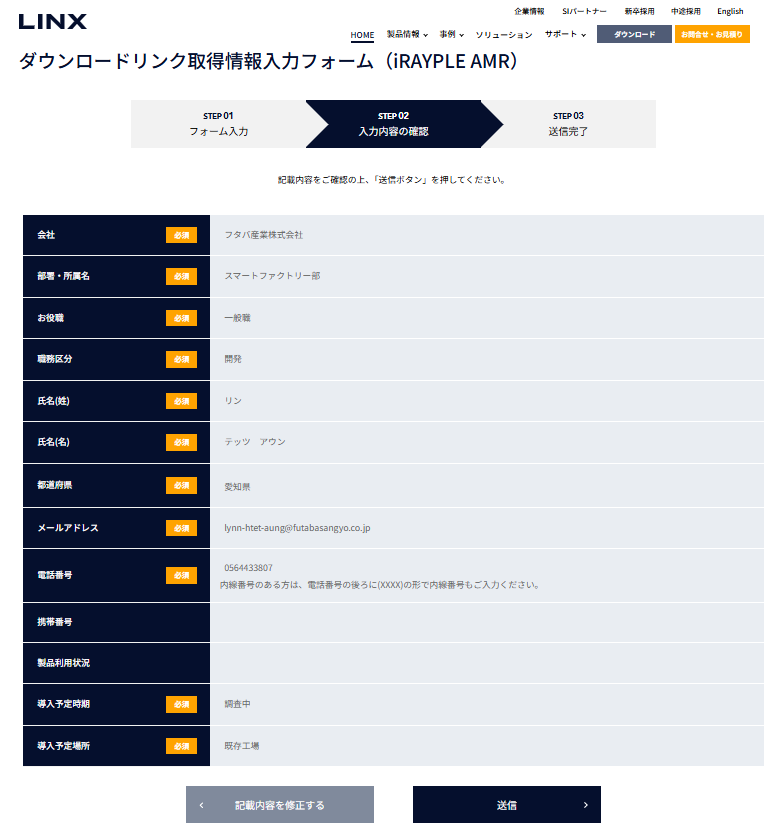 LINX
企業情報 SIパートナー 新卒採用 中途採用 English
HOME 製品情報 事例 ソリューション サポート ダウンロード お問合せ・お見積り
ダウンロードリンク取得情報入力フォーム（iRAYPLE AMR）
STEP 01 STEP 02 STEP 03
フォーム入力 入力内容の確認 送信完了
記載内容をご確認の上、「送信ボタン」を押してください。
会社 必須 フタバ産業株式会社
部署・所属名 必須 スマートファクトリー部
お役職 必須 一般職
職務区分 必須 開発
氏名(姓) 必須 リン
氏名(名) 必須 テッツ　アウン
都道府県 必須 愛知県
メールアドレス 必須 lynn-htet-aung@futabasangyo.co.jp
電話番号 必須 0564433807
内線番号のある方は、電話番号の後ろに(XXXX)の形で内線番号もご入力ください。
携帯番号
製品利用状況
導入予定時期 必須 調査中
導入予定場所 必須 既存工場
記載内容を修正する 送信